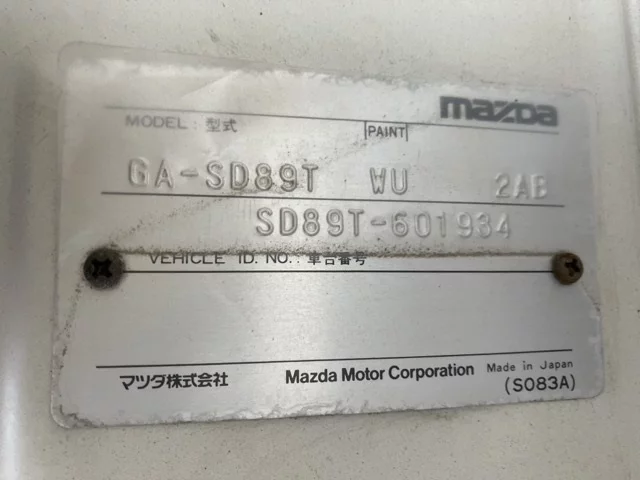 mazda
MODEL : 型式 PAINT
GA-SD89T WU 2AB
SD89T-601934
VEHICLE ID. NO. : 車台番号
マツダ株式会社 Mazda Motor Corporation Made in Japan
(S083A)